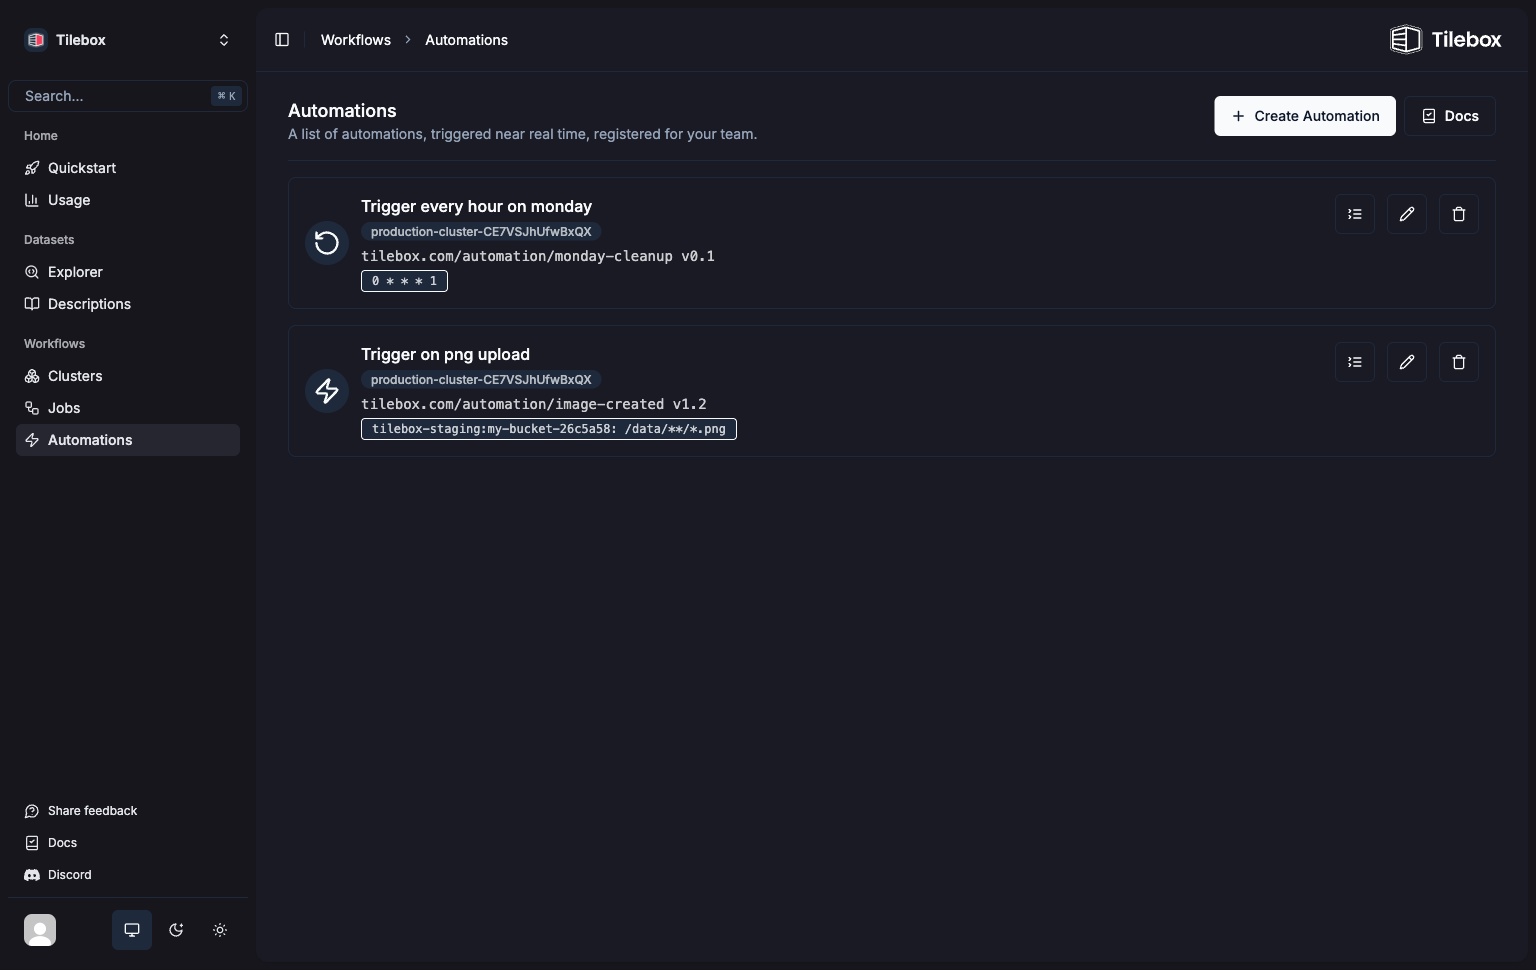 Tilebox
Search...
⌘ K
Home
Quickstart
Usage
Datasets
Explorer
Descriptions
Workflows
Clusters
Jobs
Automations
Share feedback
Docs
Discord
Workflows > Automations
Tilebox
Automations
A list of automations, triggered near real time, registered for your team.
+ Create Automation
Docs
Trigger every hour on monday
production-cluster-CE7VSJhUfwBxQX
tilebox.com/automation/monday-cleanup v0.1
0 * * * 1
Trigger on png upload
production-cluster-CE7VSJhUfwBxQX
tilebox.com/automation/image-created v1.2
tilebox-staging:my-bucket-26c5a58: /data/**/*.png